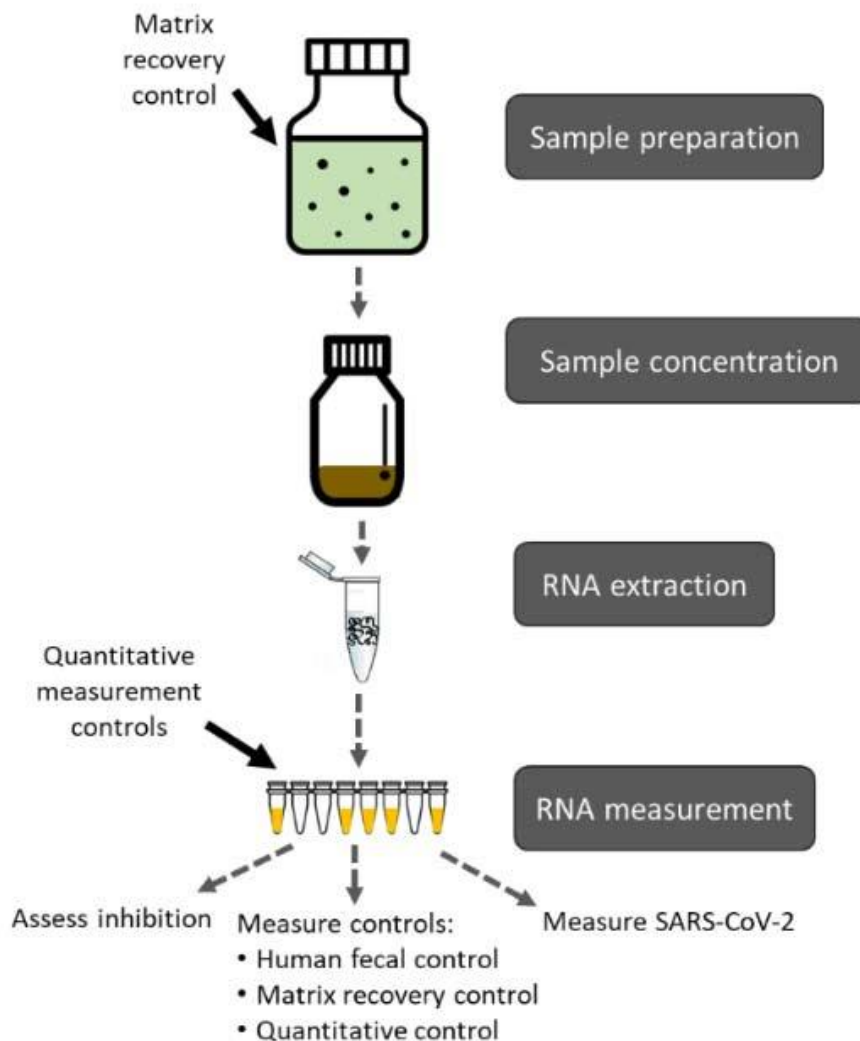 Matrix
recovery
control
Sample preparation
Sample concentration
RNA extraction
Quantitative
measurement
controls
RNA measurement
Assess inhibition
Measure controls:
• Human fecal control
• Matrix recovery control
• Quantitative control
Measure SARS-CoV-2